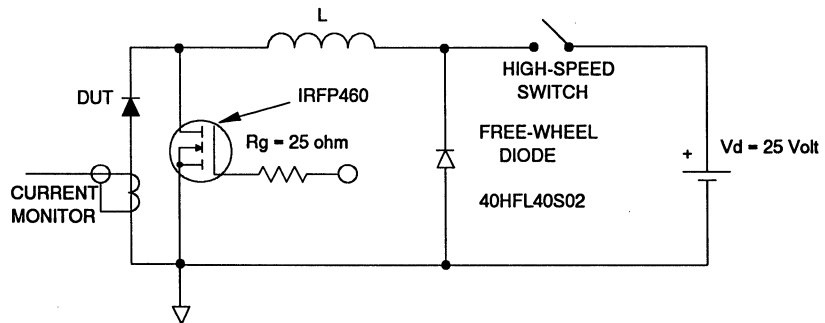 L
HIGH-SPEED
SWITCH
DUT
IRFP460
Rg = 25 ohm
FREE-WHEEL
DIODE
40HFL40S02
+
Vd = 25 Volt
CURRENT
MONITOR